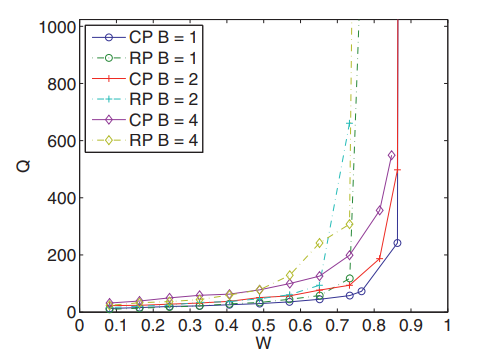 1000
800
600
400
200
0
Q
CP B = 1
RP B = 1
CP B = 2
RP B = 2
CP B = 4
RP B = 4
0 0.1 0.2 0.3 0.4 0.5 0.6 0.7 0.8 0.9 1
W